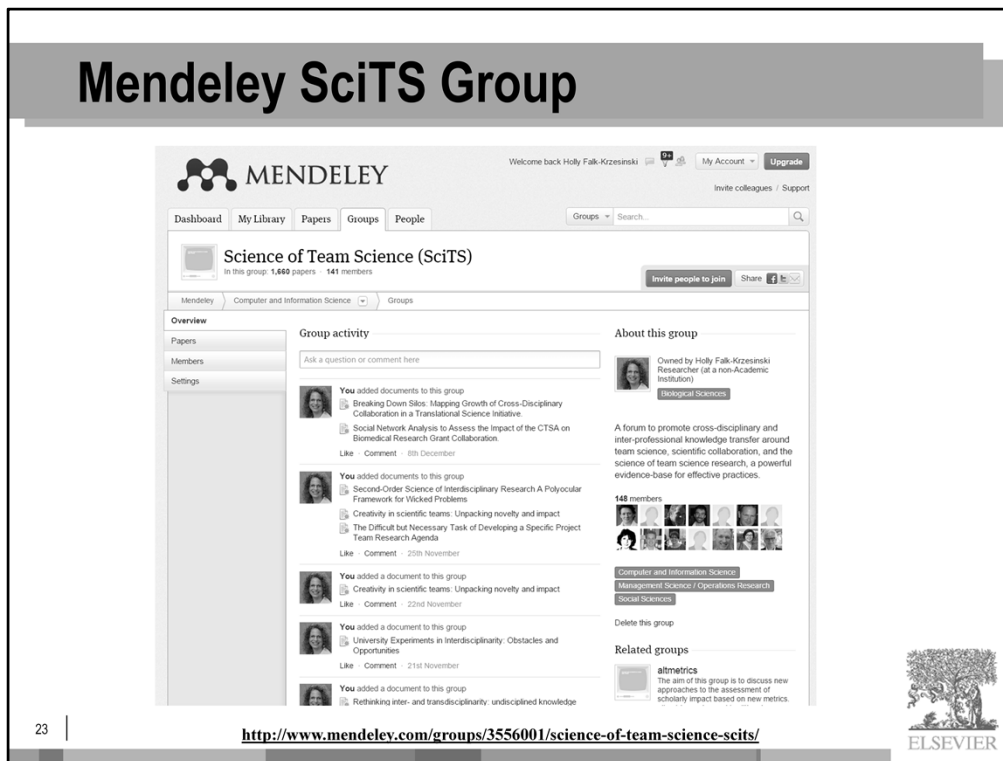 Mendeley SciTS Group
MENDELEY
Welcome back Holly Falk-Krzesinski
9+
My Account
Upgrade
Invite colleagues / Support
Dashboard
My Library
Papers
Groups
People
Groups
Search...
Science of Team Science (SciTS)
In this group: 1,660 papers · 141 members
Invite people to join
Share
Mendeley
Computer and Information Science
Groups
Overview
Papers
Members
Settings
Group activity
Ask a question or comment here
You added documents to this group
Breaking Down Silos: Mapping Growth of Cross-Disciplinary
Collaboration in a Translational Science Initiative.
Social Network Analysis to Assess the Impact of the CTSA on
Biomedical Research Grant Collaboration.
Like · Comment · 8th December
You added documents to this group
Second-Order Science of Interdisciplinary Research A Polyocular
Framework for Wicked Problems
Creativity in scientific teams: Unpacking novelty and impact
The Difficult but Necessary Task of Developing a Specific Project
Team Research Agenda
Like · Comment · 25th November
You added a document to this group
Creativity in scientific teams: Unpacking novelty and impact
Like · Comment · 22nd November
You added a document to this group
University Experiments in Interdisciplinarity: Obstacles and
Opportunities
Like · Comment · 21st November
You added a document to this group
Rethinking inter- and transdisciplinarity: undisciplined knowledge
About this group
Owned by Holly Falk-Krzesinski
Researcher (at a non-Academic
Institution)
Biological Sciences
A forum to promote cross-disciplinary and
inter-professional knowledge transfer around
team science, scientific collaboration, and the
science of team science research, a powerful
evidence-base for effective practices.
148 members
Computer and Information Science
Management Science / Operations Research
Social Sciences
Delete this group
Related groups
altmetrics
The aim of this group is to discuss new
approaches to the assessment of
scholarly impact based on new metrics.
23
http://www.mendeley.com/groups/3556001/science-of-team-science-scits/
ELSEVIER